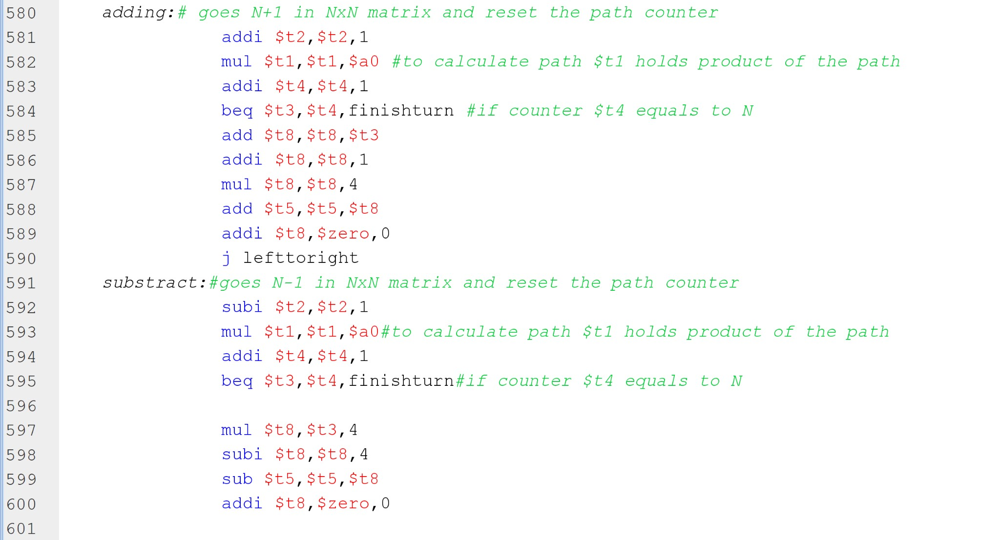 580 adding:# goes N+1 in NxN matrix and reset the path counter
581 addi $t2,$t2,1
582 mul $t1,$t1,$a0 #to calculate path $t1 holds product of the path
583 addi $t4,$t4,1
584 beq $t3,$t4,finishturn #if counter $t4 equals to N
585 add $t8,$t8,$t3
586 addi $t8,$t8,1
587 mul $t8,$t8,4
588 add $t5,$t5,$t8
589 addi $t8,$zero,0
590 j lefttoright
591 substract:#goes N-1 in NxN matrix and reset the path counter
592 subi $t2,$t2,1
593 mul $t1,$t1,$a0#to calculate path $t1 holds product of the path
594 addi $t4,$t4,1
595 beq $t3,$t4,finishturn#if counter $t4 equals to N
596
597 mul $t8,$t3,4
598 subi $t8,$t8,4
599 sub $t5,$t5,$t8
600 addi $t8,$zero,0
601